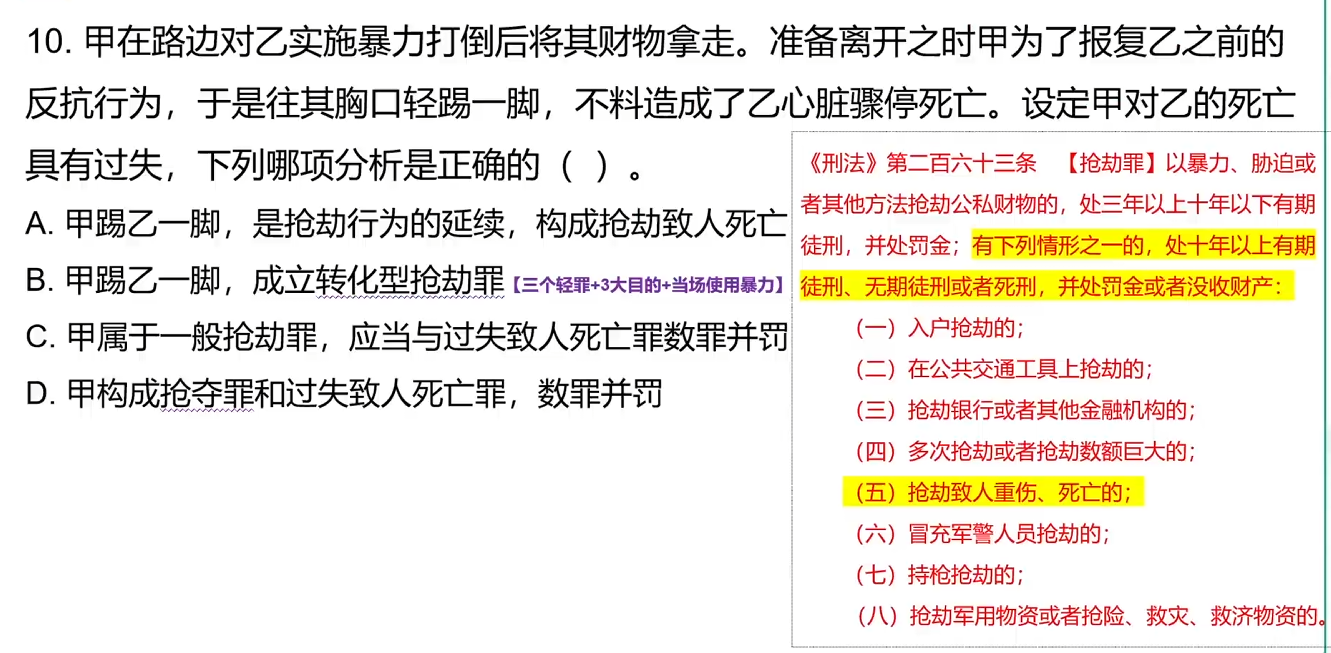 10. 甲在路边对乙实施暴力打倒后将其财物拿走。准备离开之时甲为了报复乙之前的
反抗行为，于是往其胸口轻踢一脚，不料造成了乙心脏骤停死亡。设定甲对乙的死亡
具有过失，下列哪项分析是正确的（ ）。
A. 甲踢乙一脚，是抢劫行为的延续，构成抢劫致人死亡
B. 甲踢乙一脚，成立转化型抢劫罪【三个轻罪+3大目的+当场使用暴力】
C. 甲属于一般抢劫罪，应当与过失致人死亡罪数罪并罚
D. 甲构成抢夺罪和过失致人死亡罪，数罪并罚
《刑法》第二百六十三条 【抢劫罪】以暴力、胁迫或
者其他方法抢劫公私财物的，处三年以上十年以下有期
徒刑，并处罚金；有下列情形之一的，处十年以上有期
徒刑、无期徒刑或者死刑，并处罚金或者没收财产：
（一）入户抢劫的；
（二）在公共交通工具上抢劫的；
（三）抢劫银行或者其他金融机构的；
（四）多次抢劫或者抢劫数额巨大的；
（五）抢劫致人重伤、死亡的；
（六）冒充军警人员抢劫的；
（七）持枪抢劫的；
（八）抢劫军用物资或者抢险、救灾、救济物资的。